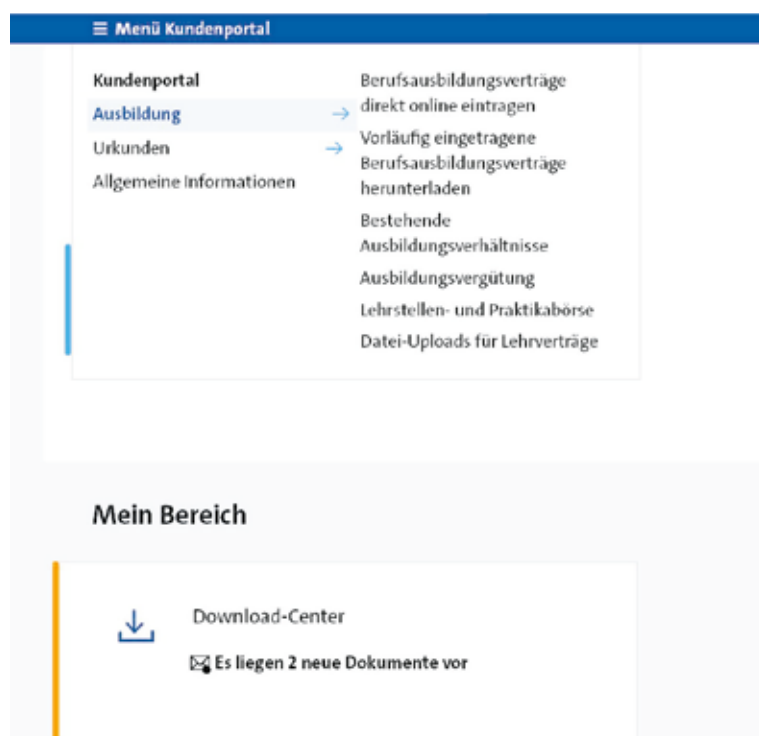 ☰ Menü Kundenportal
Kundenportal
Ausbildung →
Urkunden →
Allgemeine Informationen
Berufsausbildungsverträge
direkt online eintragen
Vorläufig eingetragene
Berufsausbildungsverträge
herunterladen
Bestehende
Ausbildungsverhältnisse
Ausbildungsvergütung
Lehrstellen- und Praktikabörse
Datei-Uploads für Lehrverträge
Mein Bereich
Download-Center
Es liegen 2 neue Dokumente vor